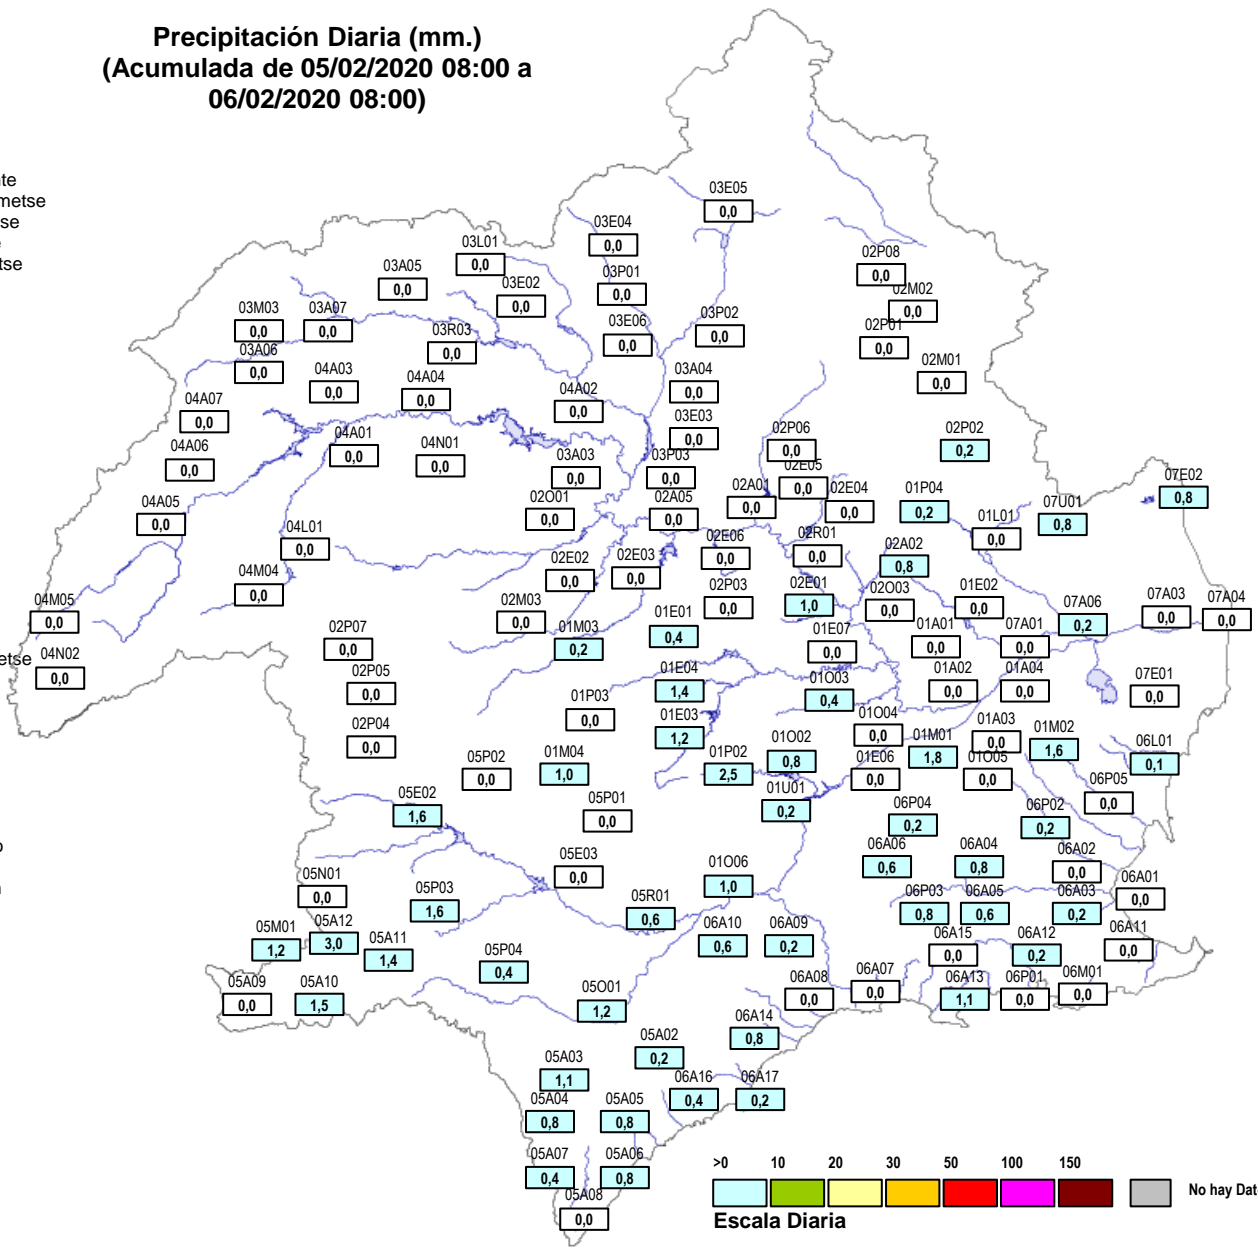 Precipitación Diaria (mm.)
(Acumulada de 05/02/2020 08:00 a
06/02/2020 08:00)
nte
metse
se
e
tse
03E05
0,0
03E04
0,0
03L01
0,0
02P08
0,0
03A05
0,0
03P01
0,0
03E02
0,0
02M02
0,0
03M03
0,0
03A07
0,0
03P02
0,0
03E06
0,0
03R03
0,0
02P01
0,0
03A06
0,0
02M01
0,0
04A03
0,0
04A04
0,0
03A04
0,0
04A02
0,0
04A07
0,0
03E03
0,0
04A01
0,0
02P06
0,0
02P02
0,2
04A06
0,0
04N01
0,0
03A03
0,0
03P03
0,0
02E05
0,0
07E02
0,8
04A05
0,0
02O01
0,0
02A05
0,0
02A01
0,0
02E04
0,0
01P04
0,2
07U01
0,8
01L01
0,0
04L01
0,0
02E06
0,0
02R01
0,0
02A02
0,8
02E02
0,0
02E03
0,0
04M04
0,0
02P03
0,0
02E01
1,0
02O03
0,0
01E02
0,0
07A03
0,0
07A04
0,0
04M05
0,0
02M03
0,0
01E01
0,4
07A06
0,2
02P07
0,0
01M03
0,2
01E07
0,0
01A01
0,0
07A01
0,0
etse
04N02
0,0
02P05
0,0
01E04
1,4
01O03
0,4
01A02
0,0
01A04
0,0
07E01
0,0
01P03
0,0
02P04
0,0
01E03
1,2
01O04
0,0
01A03
0,0
01M02
1,6
05P02
0,0
01M04
1,0
01P02
2,5
01O02
0,8
01E06
0,0
01M01
1,8
01O05
0,0
06L01
0,1
05E02
1,6
05P01
0,0
01U01
0,2
06P04
0,2
06P02
0,2
06P05
0,0
o
05E03
0,0
06A06
0,6
06A04
0,8
06A02
0,0
05N01
0,0
05P03
1,6
01O06
1,0
06A01
0,0
05R01
0,6
06P03
0,8
06A05
0,6
06A03
0,2
05M01
1,2
05A12
3,0
05A11
1,4
06A10
0,6
06A09
0,2
06A15
0,0
06A12
0,2
06A11
0,0
05P04
0,4
05A09
0,0
05A10
1,5
05O01
1,2
06A08
0,0
06A07
0,0
06A13
1,1
06P01
0,0
06M01
0,0
06A14
0,8
05A02
0,2
05A03
1,1
06A16
0,4
06A17
0,2
05A04
0,8
05A05
0,8
05A07
0,4
05A06
0,8
05A08
0,0
>0 10 20 30 50 100 150
No hay Dat
Escala Diaria